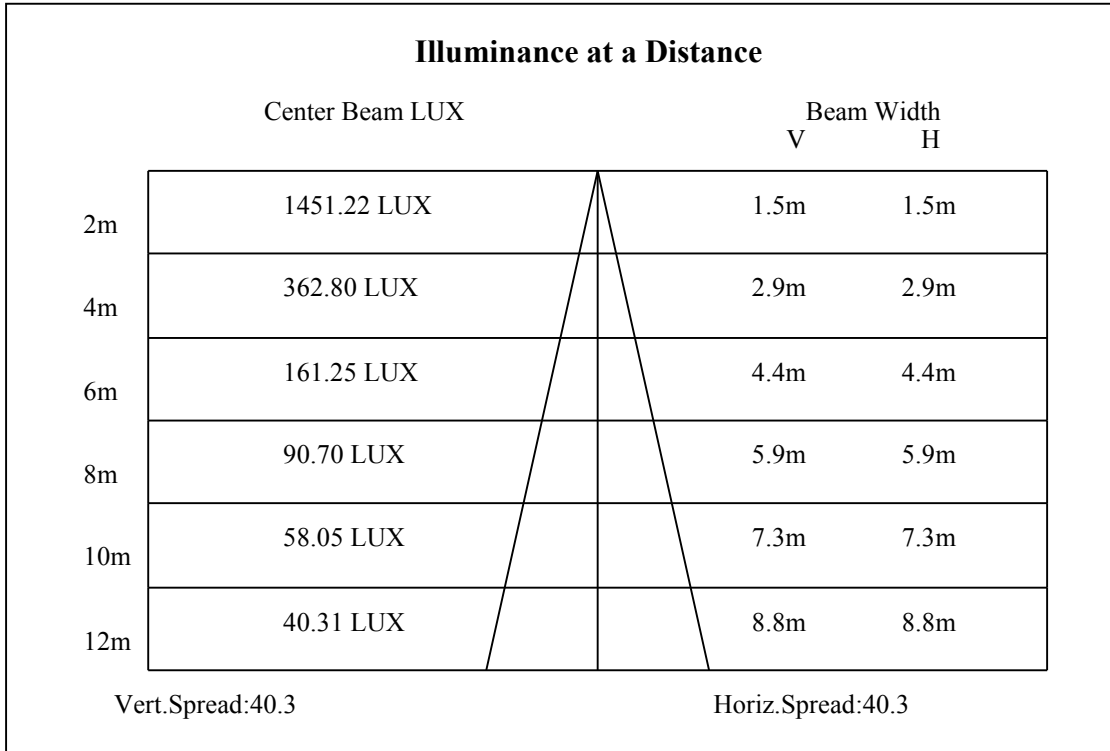 Illuminance at a Distance
Center Beam LUX Beam Width
V H
2m 1451.22 LUX 1.5m 1.5m
4m 362.80 LUX 2.9m 2.9m
6m 161.25 LUX 4.4m 4.4m
8m 90.70 LUX 5.9m 5.9m
10m 58.05 LUX 7.3m 7.3m
12m 40.31 LUX 8.8m 8.8m
Vert.Spread:40.3 Horiz.Spread:40.3